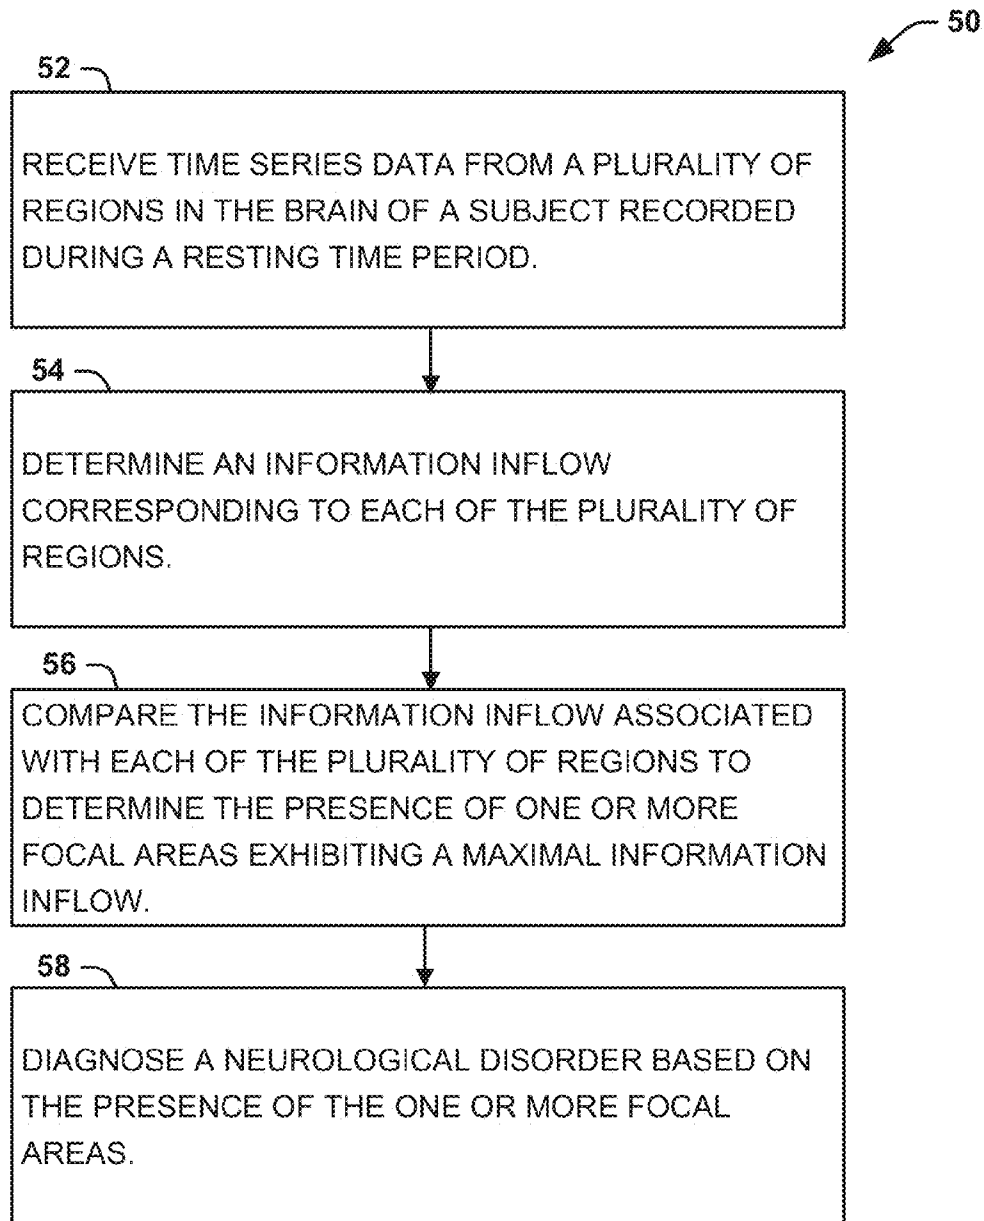 50
52
RECEIVE TIME SERIES DATA FROM A PLURALITY OF
REGIONS IN THE BRAIN OF A SUBJECT RECORDED
DURING A RESTING TIME PERIOD.
54
DETERMINE AN INFORMATION INFLOW
CORRESPONDING TO EACH OF THE PLURALITY OF
REGIONS.
56
COMPARE THE INFORMATION INFLOW ASSOCIATED
WITH EACH OF THE PLURALITY OF REGIONS TO
DETERMINE THE PRESENCE OF ONE OR MORE
FOCAL AREAS EXHIBITING A MAXIMAL INFORMATION
INFLOW.
58
DIAGNOSE A NEUROLOGICAL DISORDER BASED ON
THE PRESENCE OF THE ONE OR MORE FOCAL
AREAS.